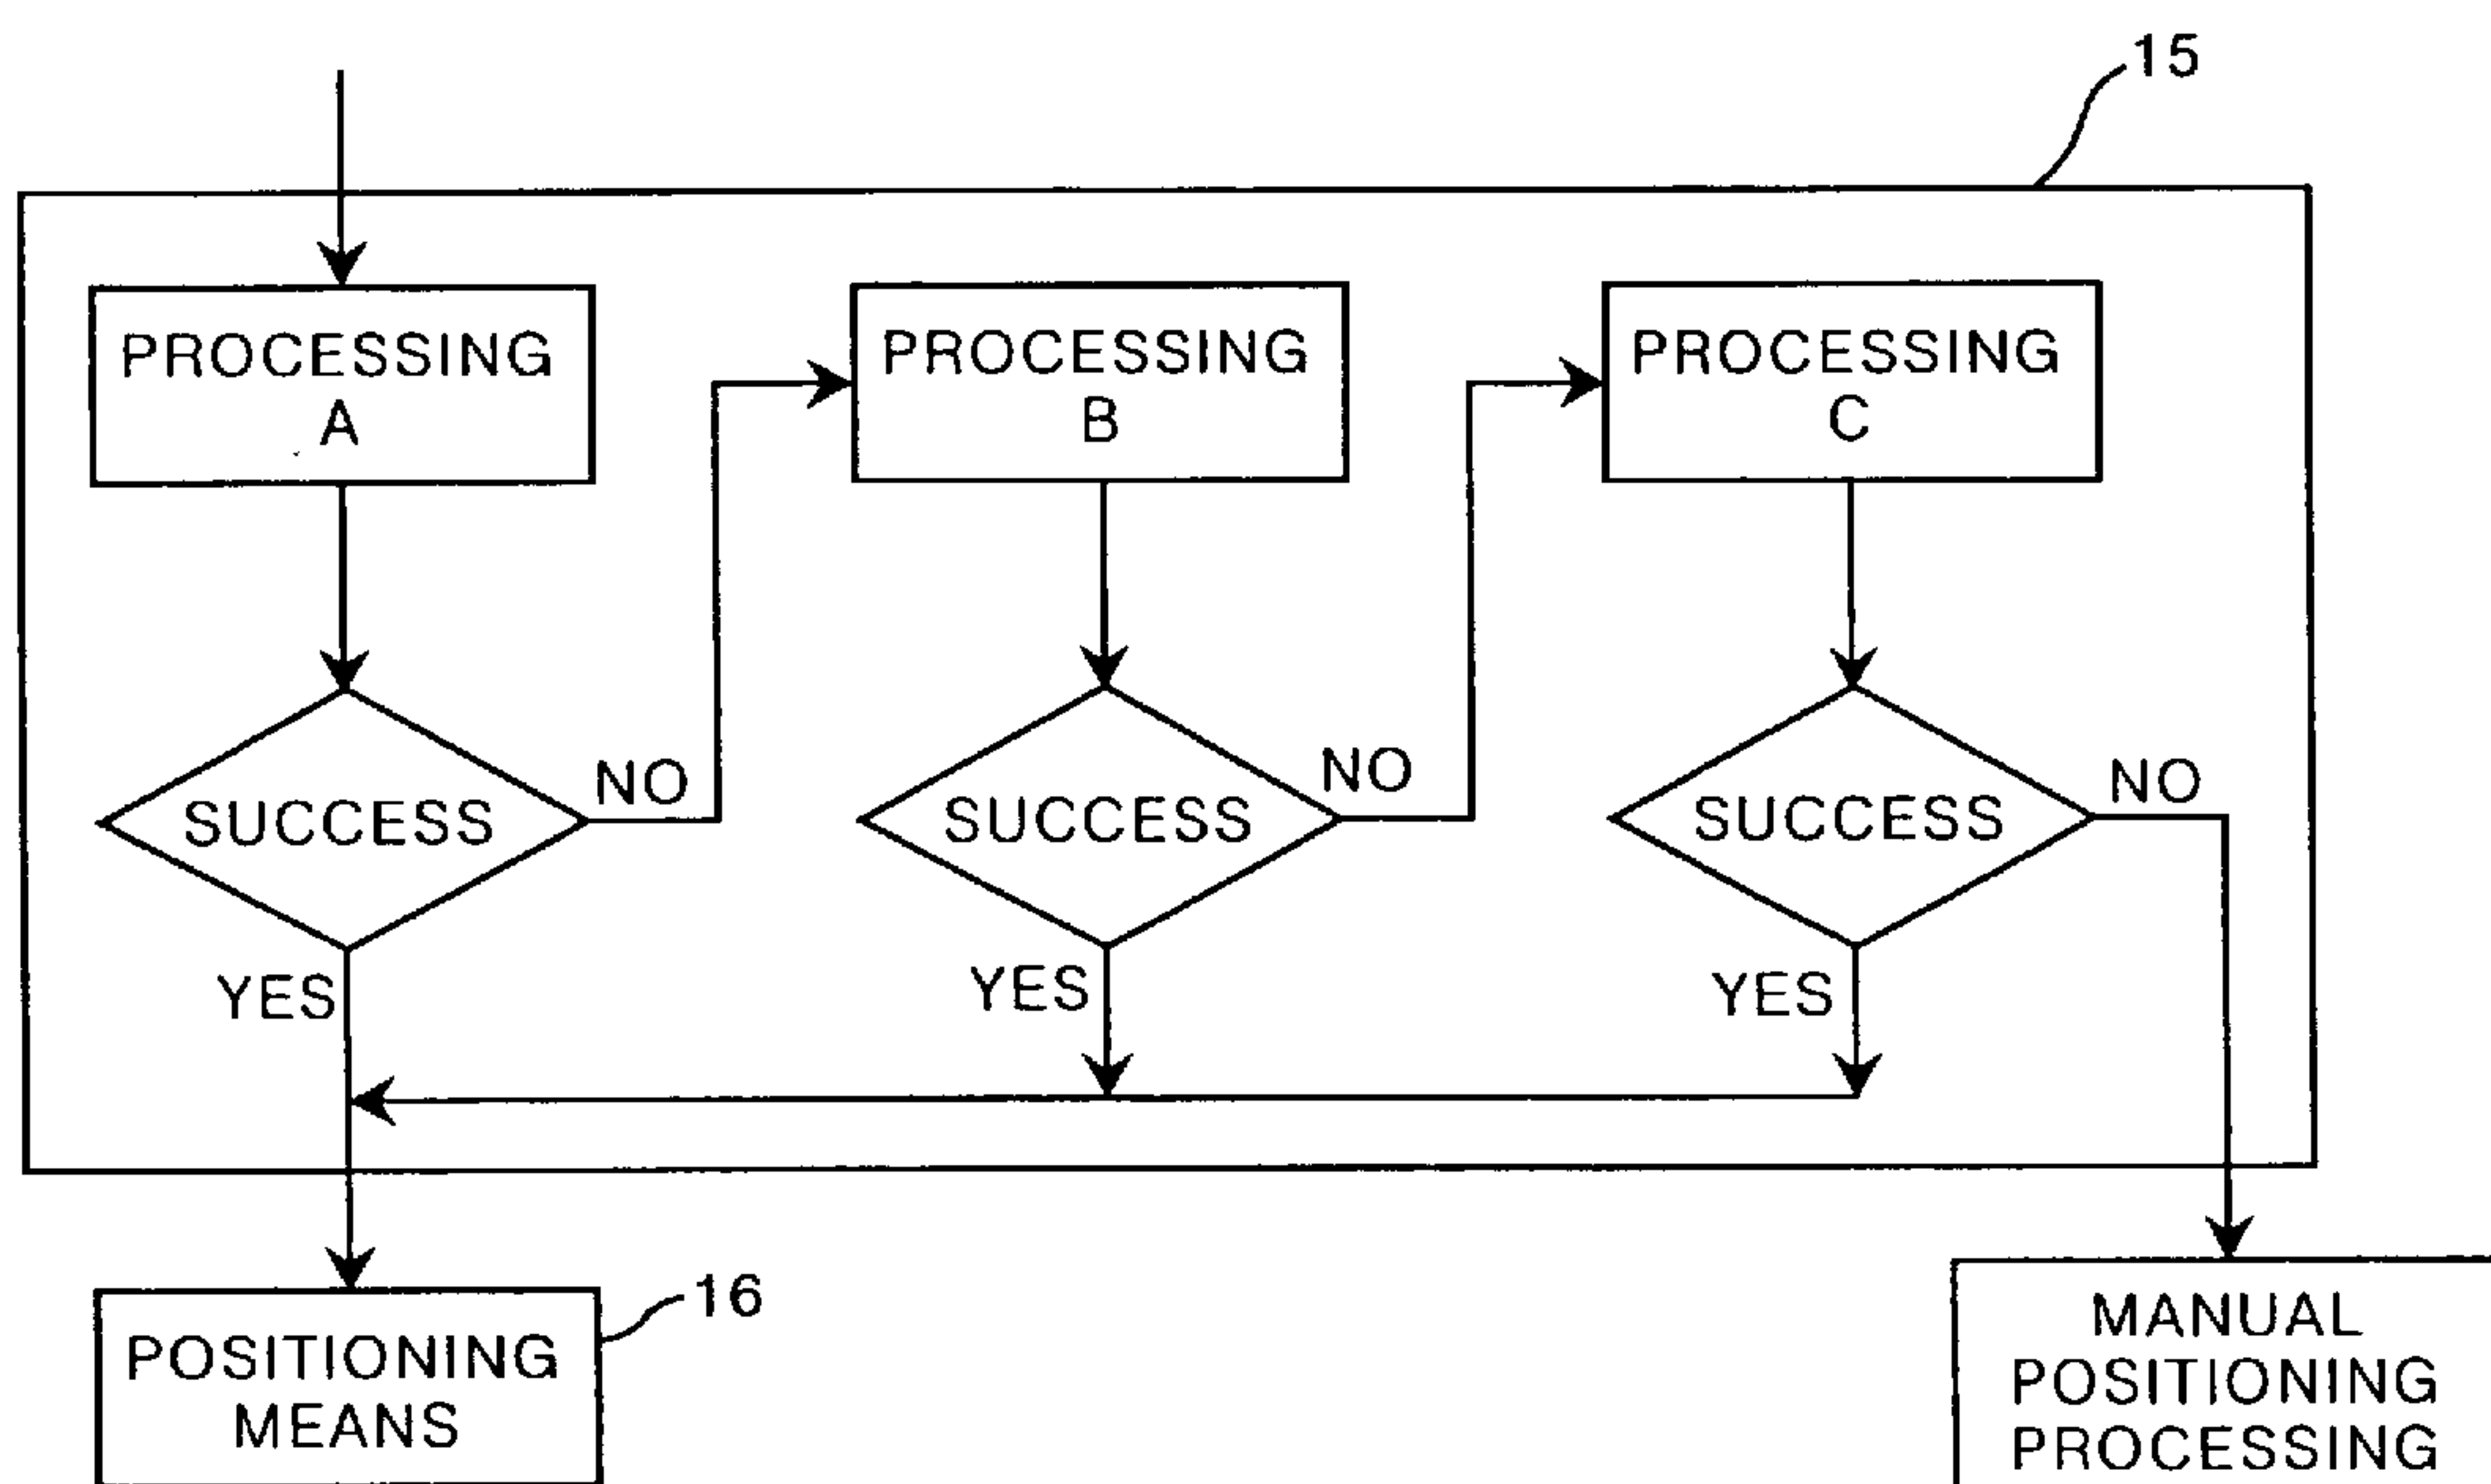 15
PROCESSING
A
PROCESSING
B
PROCESSING
C
SUCCESS
NO
SUCCESS
NO
SUCCESS
NO
YES
YES
YES
16
POSITIONING
MEANS
MANUAL
POSITIONING
PROCESSING